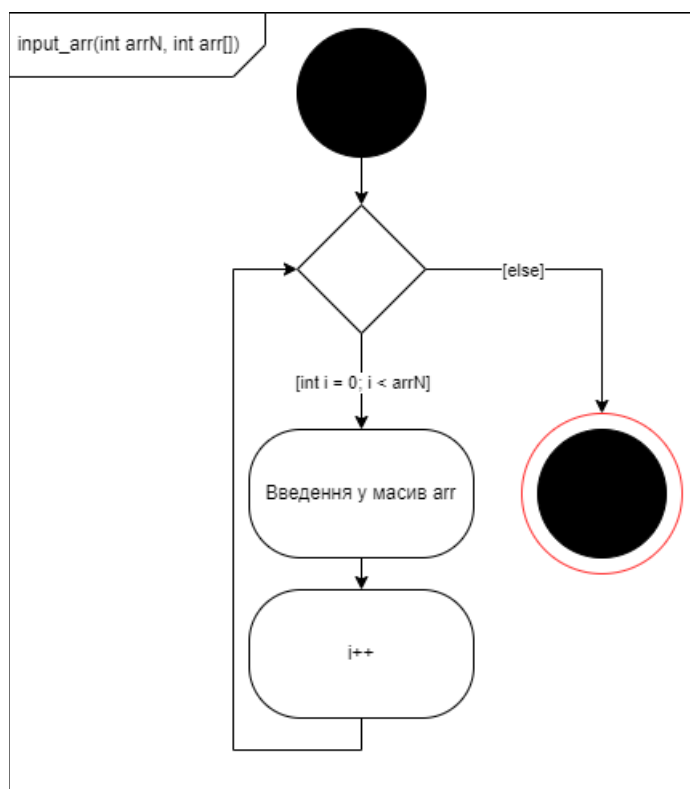 input_arr(int arrN, int arr[])
[else]
[int i = 0; i < arrN]
Введення у масив arr
i++